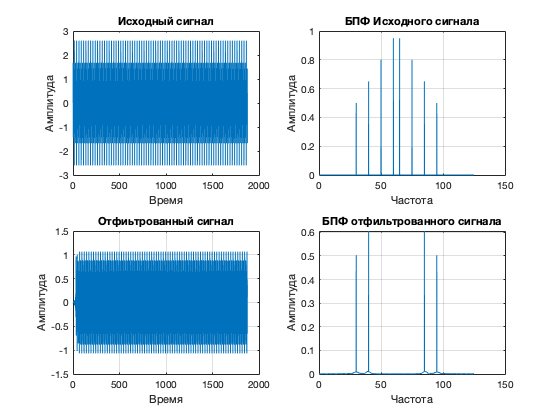 Исходный сигнал
3
2
1
0
-1
-2
-3
Амплитуда
0 500 1000 1500 2000
Время
БПФ Исходного сигнала
1
0.8
0.6
0.4
0.2
0
Амплитуда
0 50 100 150
Частота
Отфиьтрованный сигнал
1.5
1
0.5
0
-0.5
-1
-1.5
Амплитуда
0 500 1000 1500 2000
Время
БПФ отфильтрованного сигнала
0.6
0.5
0.4
0.3
0.2
0.1
0
Амплитуда
0 50 100 150
Частота